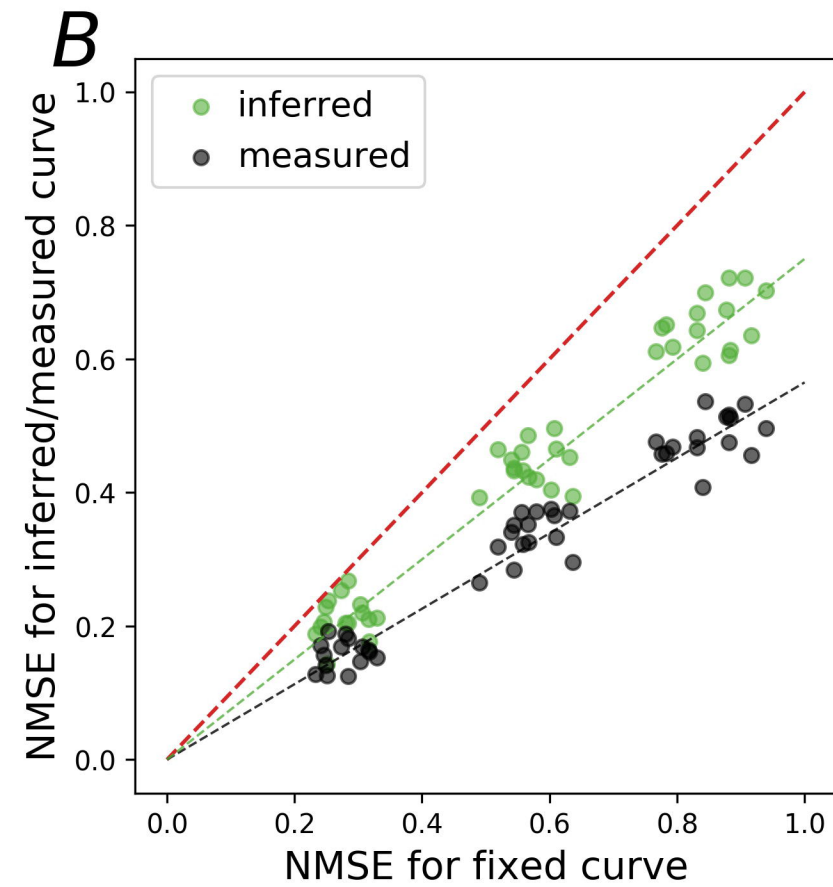 B
NMSE for inferred/measured curve
1.0
0.8
0.6
0.4
0.2
0.0
inferred
measured
0.0 0.2 0.4 0.6 0.8 1.0
NMSE for fixed curve